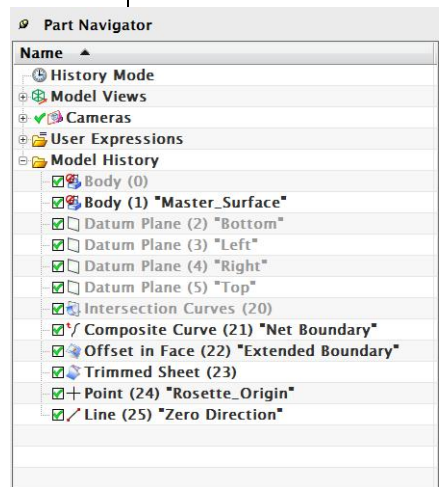 Part Navigator
Name
History Mode
Model Views
Cameras
User Expressions
Model History
Body (0)
Body (1) "Master_Surface"
Datum Plane (2) "Bottom"
Datum Plane (3) "Left"
Datum Plane (4) "Right"
Datum Plane (5) "Top"
Intersection Curves (20)
Composite Curve (21) "Net Boundary"
Offset in Face (22) "Extended Boundary"
Trimmed Sheet (23)
Point (24) "Rosette_Origin"
Line (25) "Zero Direction"